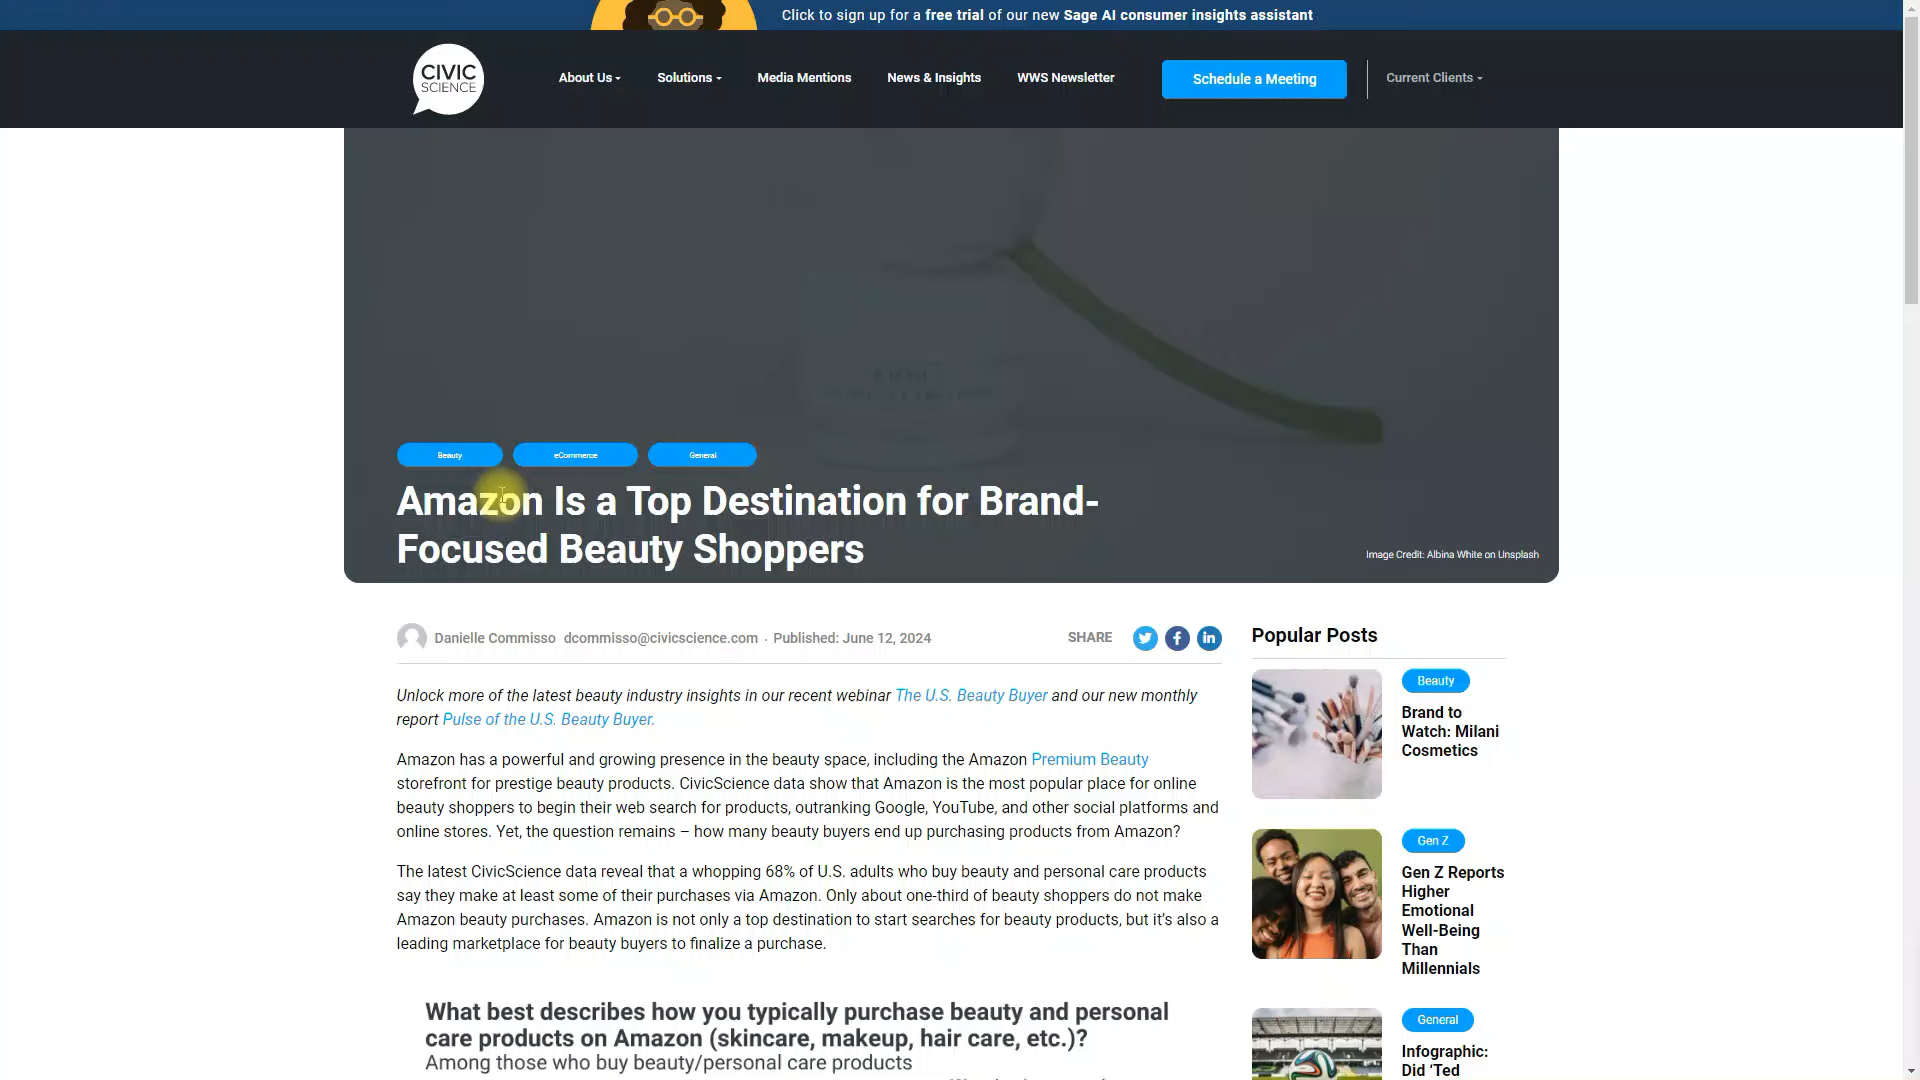 Click to sign up for a free trial of our new Sage AI consumer insights assistant
CIVIC
SCIENCE
About Us
Solutions
Media Mentions
News & Insights
WWS Newsletter
Schedule a Meeting
Current Clients
Beauty
eCommerce
General
Amazon Is a Top Destination for Brand-
Focused Beauty Shoppers
Image Credit: Albina White on Unsplash
Danielle Commisso dcommisso@civicscience.com · Published: June 12, 2024
SHARE
Unlock more of the latest beauty industry insights in our recent webinar The U.S. Beauty Buyer and our new monthly
report Pulse of the U.S. Beauty Buyer.
Amazon has a powerful and growing presence in the beauty space, including the Amazon Premium Beauty
storefront for prestige beauty products. CivicScience data show that Amazon is the most popular place for online
beauty shoppers to begin their web search for products, outranking Google, YouTube, and other social platforms and
online stores. Yet, the question remains – how many beauty buyers end up purchasing products from Amazon?
The latest CivicScience data reveal that a whopping 68% of U.S. adults who buy beauty and personal care products
say they make at least some of their purchases via Amazon. Only about one-third of beauty shoppers do not make
Amazon beauty purchases. Amazon is not only a top destination to start searches for beauty products, but it's also a
leading marketplace for beauty buyers to finalize a purchase.
What best describes how you typically purchase beauty and personal
care products on Amazon (skincare, makeup, hair care, etc.)?
Among those who buy beauty/personal care products
Popular Posts
Beauty
Brand to
Watch: Milani
Cosmetics
Gen Z
Gen Z Reports
Higher
Emotional
Well-Being
Than
Millennials
General
Infographic:
Did ‘Ted